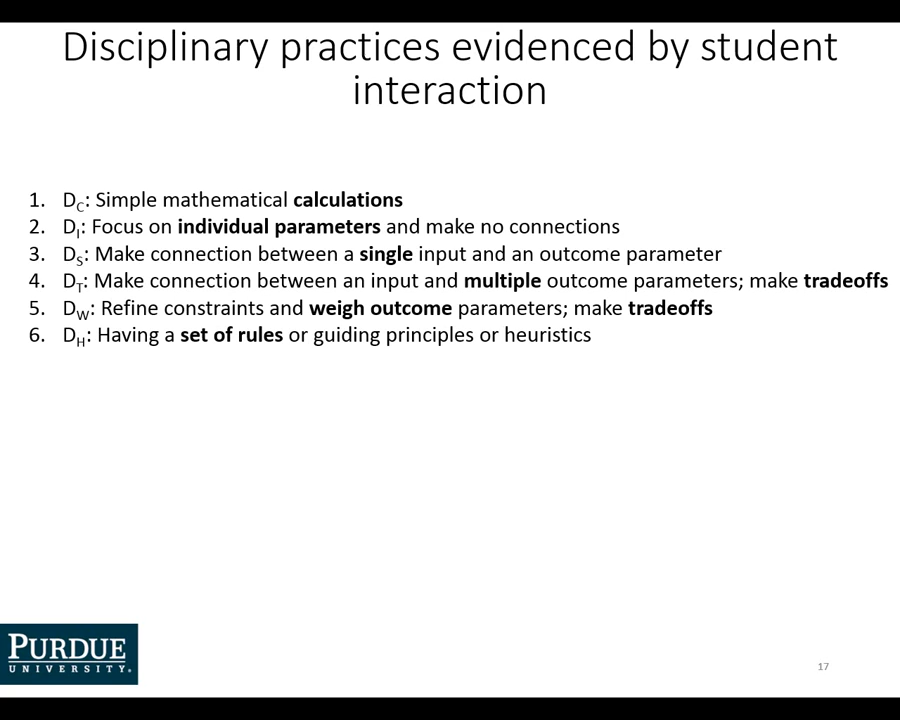 Disciplinary practices evidenced by student
interaction
1. DC: Simple mathematical calculations
2. DI: Focus on individual parameters and make no connections
3. DS: Make connection between a single input and an outcome parameter
4. DT: Make connection between an input and multiple outcome parameters; make tradeoffs
5. DW: Refine constraints and weigh outcome parameters; make tradeoffs
6. DH: Having a set of rules or guiding principles or heuristics
PURDUE
UNIVERSITY®
17